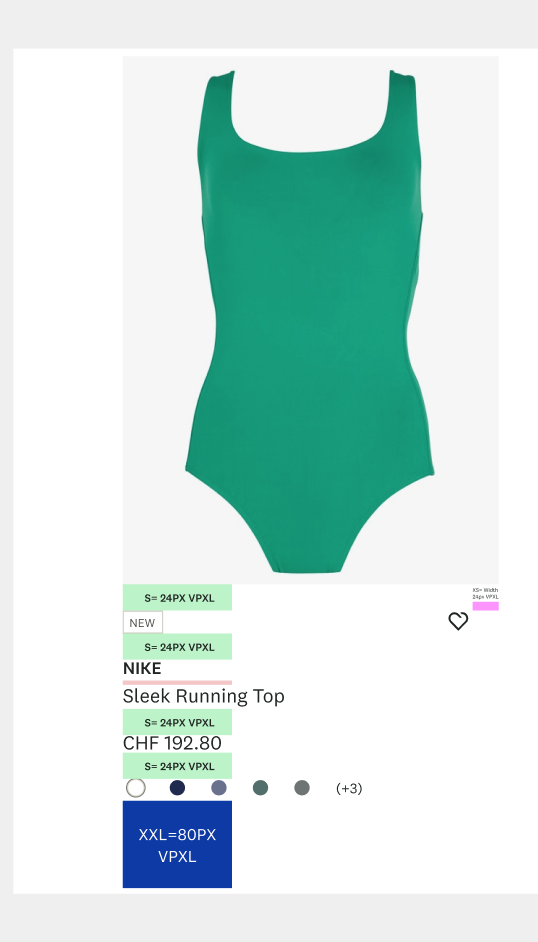 S= 24PX VPXL
XS= Width
24px VPXL
NEW
S= 24PX VPXL
NIKE
Sleek Running Top
S= 24PX VPXL
CHF 192.80
S= 24PX VPXL
(+3)
XXL=80PX
VPXL